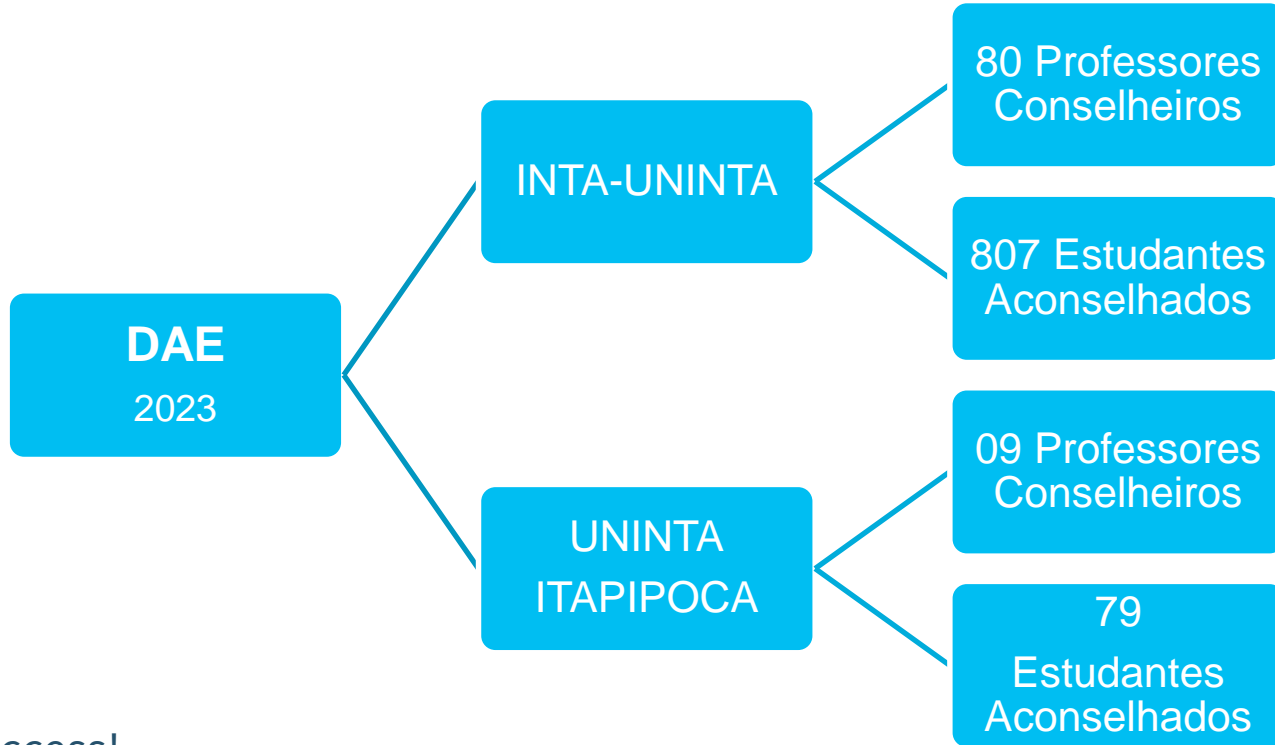 DAE
2023
INTA-UNINTA
80 Professores
Conselheiros
807 Estudantes
Aconselhados
UNINTA
ITAPIPOCA
09 Professores
Conselheiros
79
Estudantes
Aconselhados